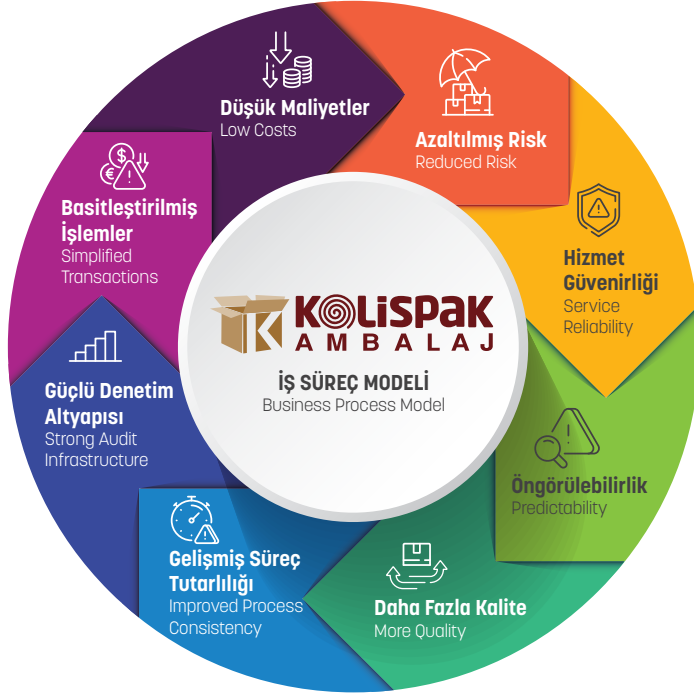 Düşük Maliyetler
Low Costs
Azaltılmış Risk
Reduced Risk
Hizmet
Güvenirliği
Service
Reliability
Öngörülebilirlik
Predictability
Daha Fazla Kalite
More Quality
Gelişmiş Süreç
Tutarlılığı
Improved Process
Consistency
Güçlü Denetim
Altyapısı
Strong Audit
Infrastructure
Basitleştirilmiş
İşlemler
Simplified
Transactions
KOLİSPAK
AMBALAJ
İŞ SÜREÇ MODELİ
Business Process Model